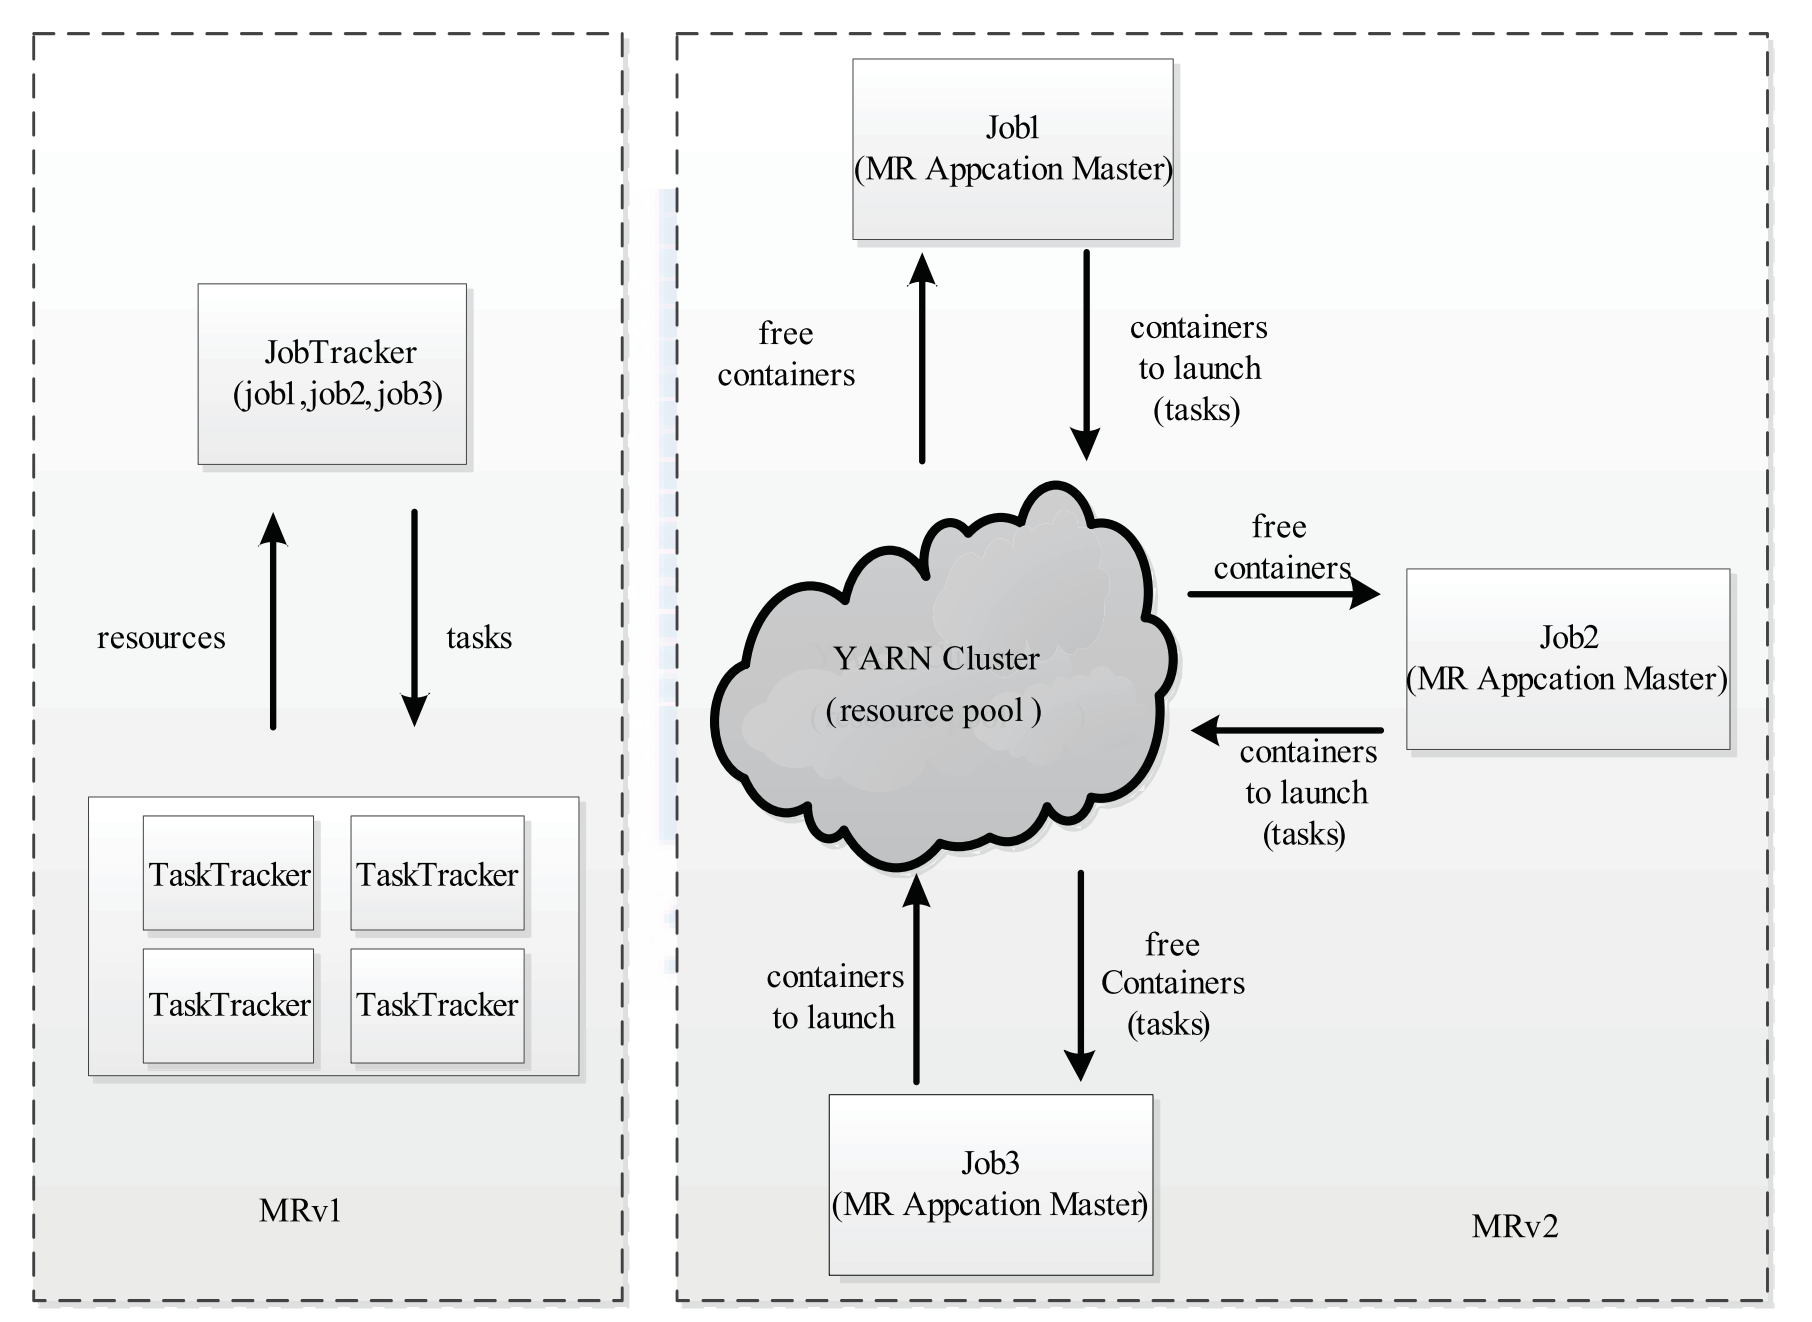 JobTracker
(job1,job2,job3)
resources
tasks
TaskTracker
TaskTracker
TaskTracker
TaskTracker
MRv1
Job1
(MR Appcation Master)
free
containers
containers
to launch
(tasks)
YARN Cluster
(resource pool)
free
containers
Job2
(MR Appcation Master)
containers
to launch
(tasks)
containers
to launch
free
Containers
(tasks)
Job3
(MR Appcation Master)
MRv2